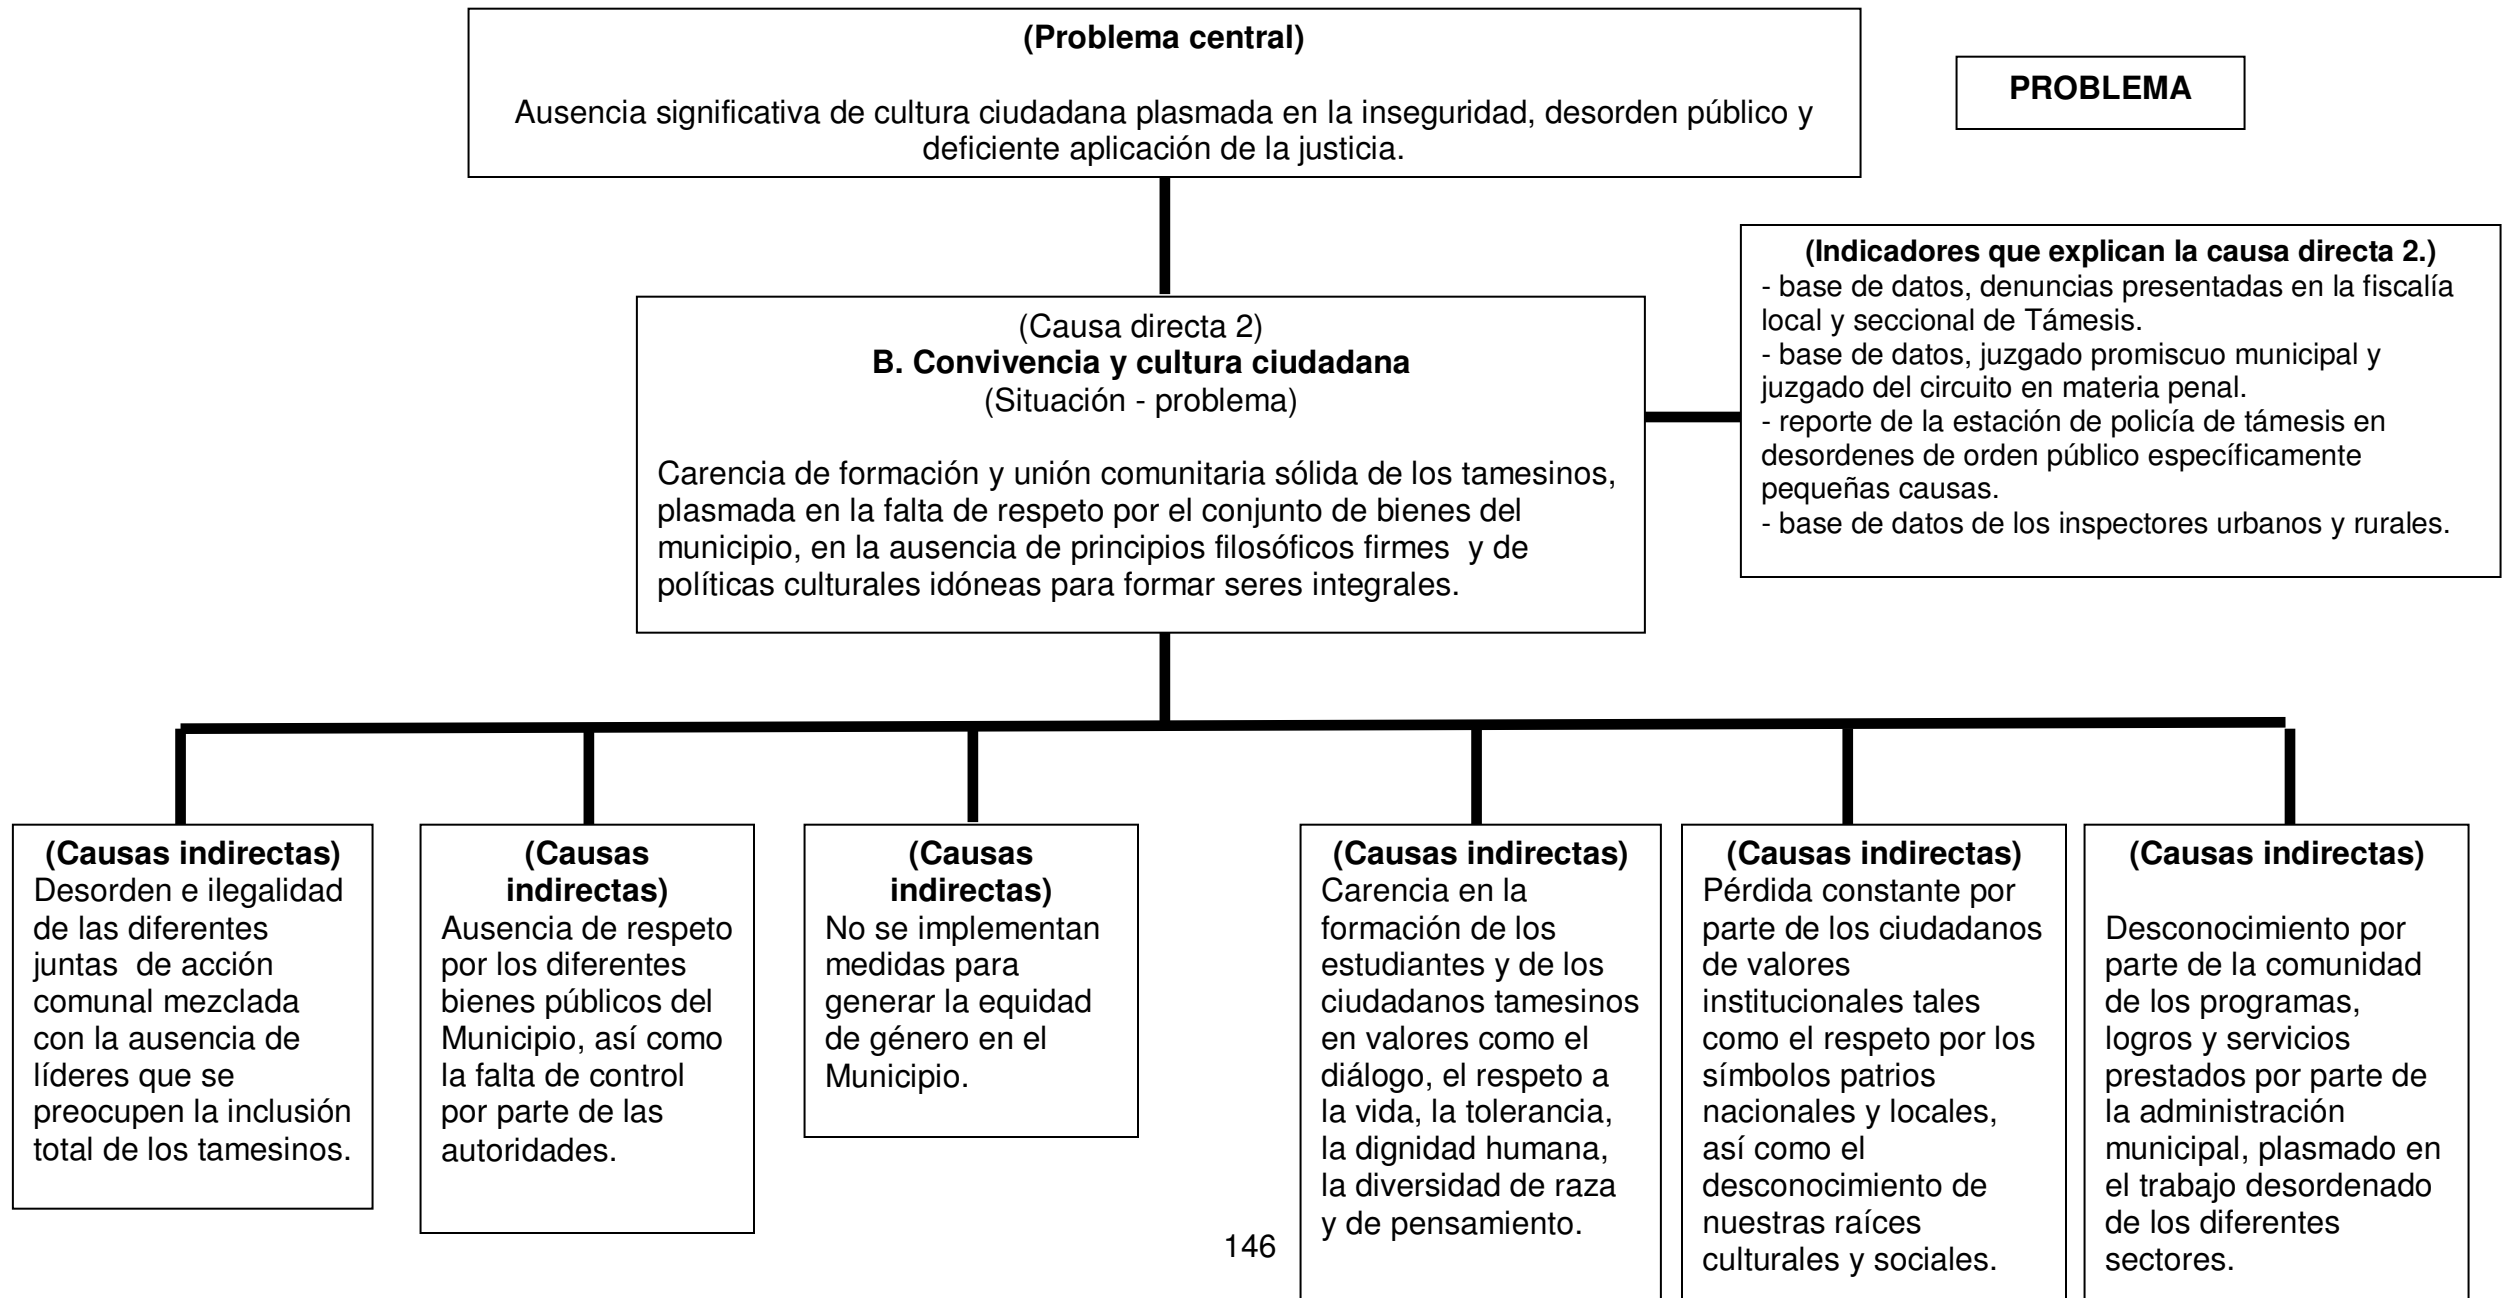 (Problema central)
Ausencia significativa de cultura ciudadana plasmada en la inseguridad, desorden público y
deficiente aplicación de la justicia.
PROBLEMA
(Indicadores que explican la causa directa 2.)
- base de datos, denuncias presentadas en la fiscalía
local y seccional de Támesis.
- base de datos, juzgado promiscuo municipal y
juzgado del circuito en materia penal.
- reporte de la estación de policía de támesis en
desordenes de orden público específicamente
pequeñas causas.
- base de datos de los inspectores urbanos y rurales.
(Causa directa 2)
B. Convivencia y cultura ciudadana
(Situación - problema)
Carencia de formación y unión comunitaria sólida de los tamesinos,
plasmada en la falta de respeto por el conjunto de bienes del
municipio, en la ausencia de principios filosóficos firmes  y de
políticas culturales idóneas para formar seres integrales.
(Causas indirectas)
Desorden e ilegalidad
de las diferentes
juntas  de acción
comunal mezclada
con la ausencia de
líderes que se
preocupen la inclusión
total de los tamesinos.
(Causas
indirectas)
Ausencia de respeto
por los diferentes
bienes públicos del
Municipio, así como
la falta de control
por parte de las
autoridades.
(Causas
indirectas)
No se implementan
medidas para
generar la equidad
de género en el
Municipio.
(Causas indirectas)
Carencia en la
formación de los
estudiantes y de los
ciudadanos tamesinos
en valores como el
diálogo, el respeto a
la vida, la tolerancia,
la dignidad humana,
la diversidad de raza
y de pensamiento.
(Causas indirectas)
Pérdida constante por
parte de los ciudadanos
de valores
institucionales tales
como el respeto por los
símbolos patrios
nacionales y locales,
así como el
desconocimiento de
nuestras raíces
culturales y sociales.
(Causas indirectas)
Desconocimiento por
parte de la comunidad
de los programas,
logros y servicios
prestados por parte de
la administración
municipal, plasmado en
el trabajo desordenado
de los diferentes
sectores.
146